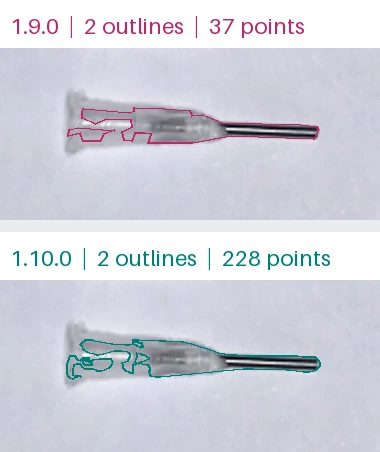 1.9.0 | 2 outlines | 37 points
1.10.0 | 2 outlines | 228 points